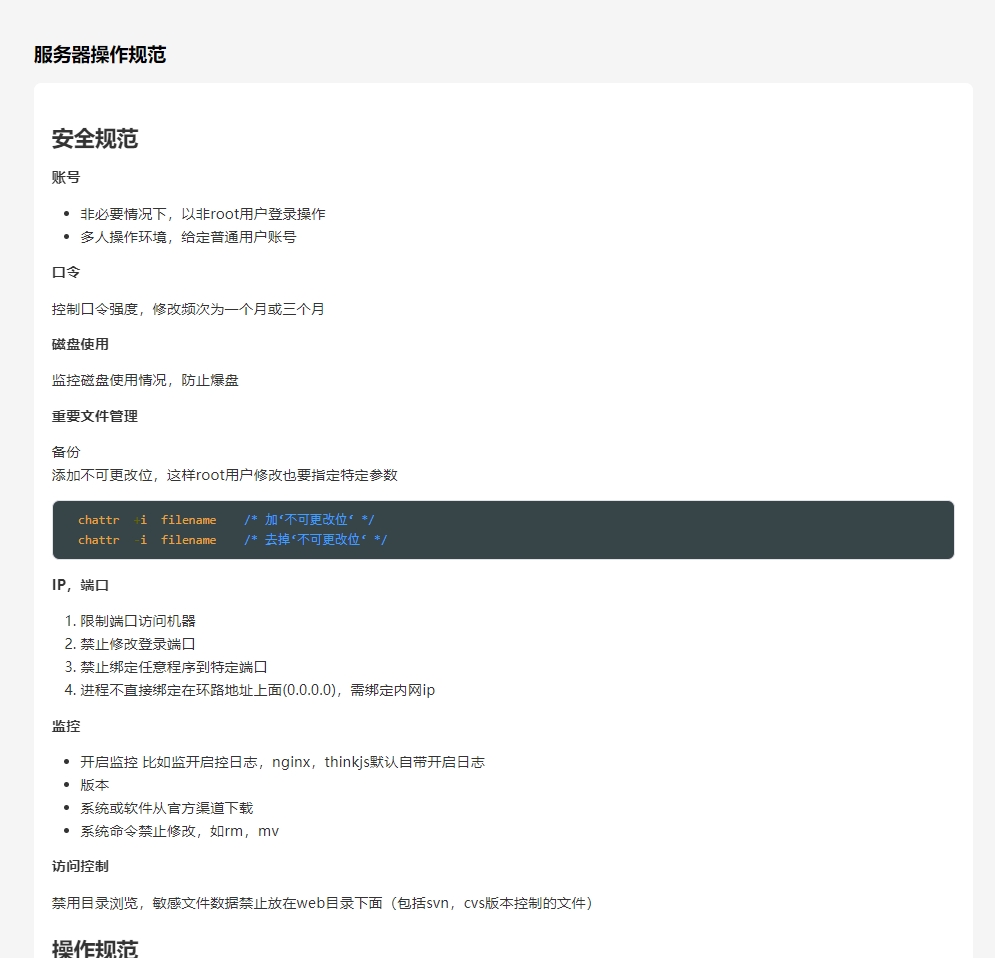 服务器操作规范
安全规范
账号
非必要情况下，以非root用户登录操作
多人操作环境，给定普通用户账号
口令
控制口令强度，修改频次为一个月或三个月
磁盘使用
监控磁盘使用情况，防止爆盘
重要文件管理
备份
添加不可更改位，这样root用户修改也要指定特定参数
chattr +i filename /* 加‘不可更改位‘ */
chattr -i filename /* 去掉‘不可更改位‘ */
IP，端口
1. 限制端口访问机器
2. 禁止修改登录端口
3. 禁止绑定任意程序到特定端口
4. 进程不直接绑定在环路地址上面(0.0.0.0)，需绑定内网ip
监控
开启监控 比如监开启控日志，nginx，thinkjs默认自带开启日志
版本
系统或软件从官方渠道下载
系统命令禁止修改，如rm，mv
访问控制
禁用目录浏览，敏感文件数据禁止放在web目录下面（包括svn，cvs版本控制的文件）
操作规范